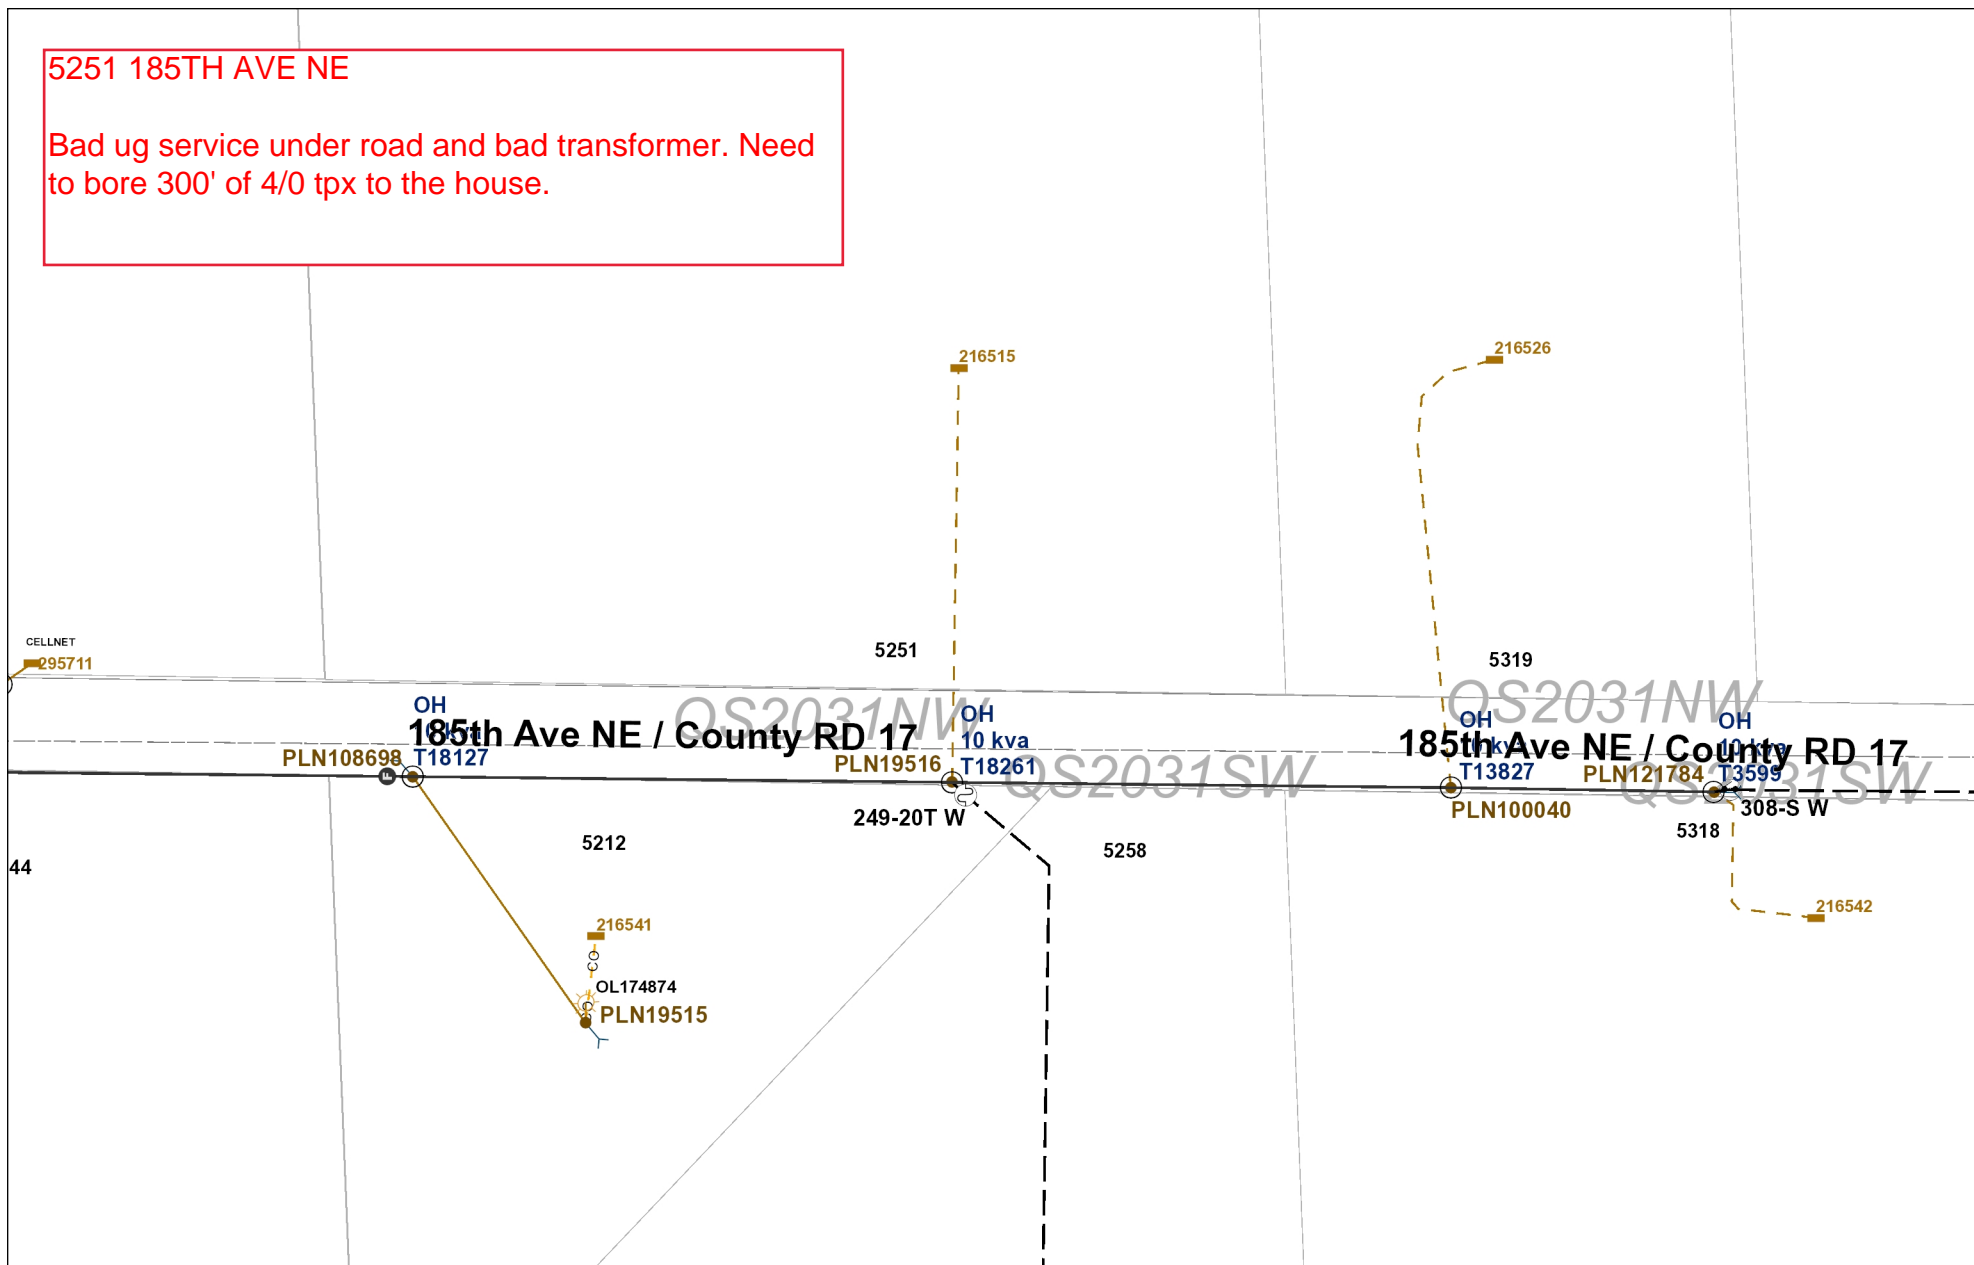 5251 185TH AVE NE
Bad ug service under road and bad transformer. Need
to bore 300' of 4/0 tpx to the house.
216515
216526
CELLNET
295711
5251
5319
QS2031NW
QS2031NW
OH
T18127
185th Ave NE / County RD 17
PLN108698
OH
10 kva
T18261
PLN19516
OH
T13827
185th Ave NE / County RD 17
OH
10 kva
T3599
PLN121784
QS2031SW
QS2031SW
PLN100040
249-20T W
308-S W
5212
5258
5318
44
216541
216542
CO
OL174874
PLN19515